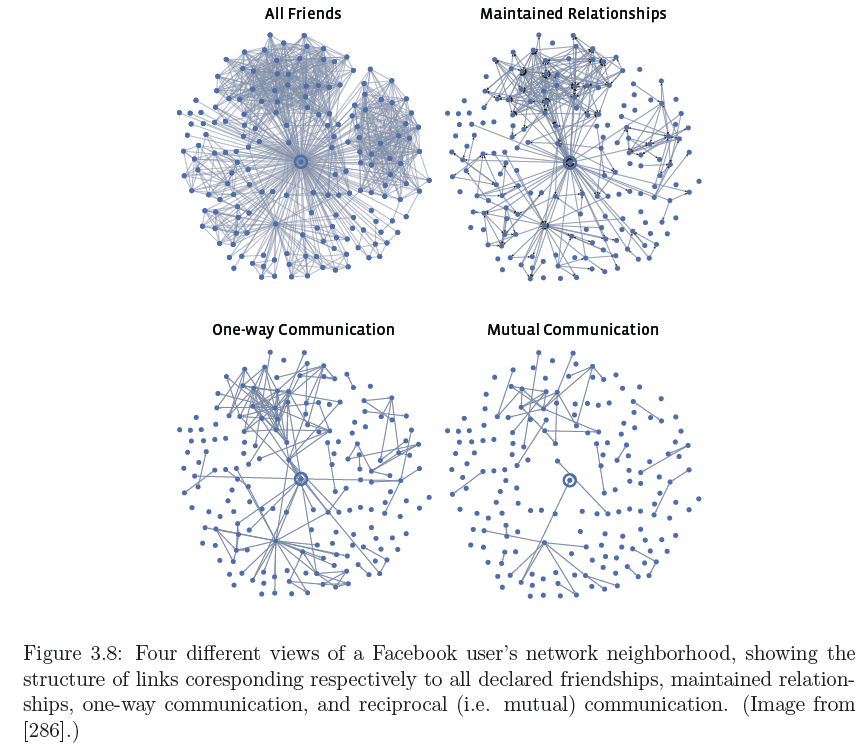 All Friends
Maintained Relationships
One-way Communication
Mutual Communication
Figure 3.8: Four different views of a Facebook user's network neighborhood, showing the
structure of links coresponding respectively to all declared friendships, maintained relation-
ships, one-way communication, and reciprocal (i.e. mutual) communication. (Image from
[286].)